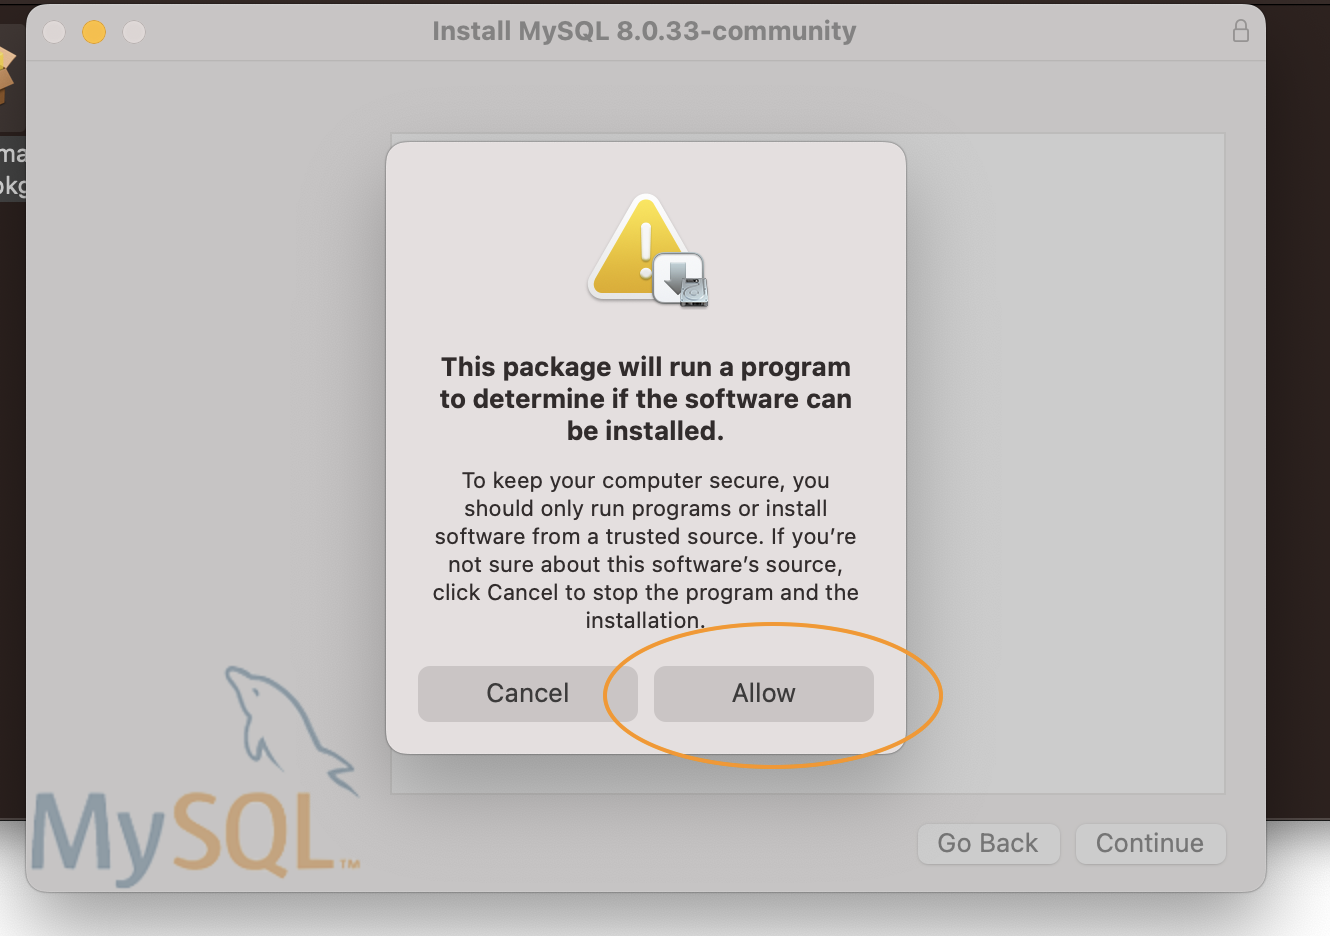 Install MySQL 8.0.33-community
ma
pkg
This package will run a program
to determine if the software can
be installed.
To keep your computer secure, you
should only run programs or install
software from a trusted source. If you’re
not sure about this software’s source,
click Cancel to stop the program and the
installation.
Cancel
Allow
MySQL™
Go Back
Continue